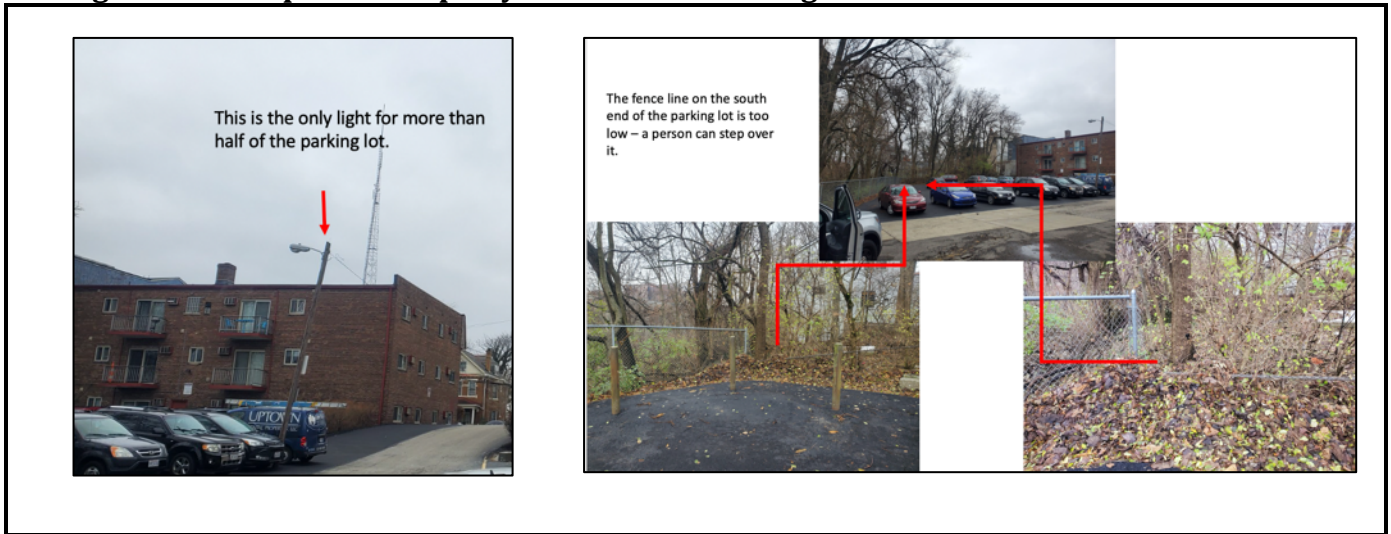 This is the only light for more than
half of the parking lot.
The fence line on the south
end of the parking lot is too
low – a person can step over
it.
UPTOWN